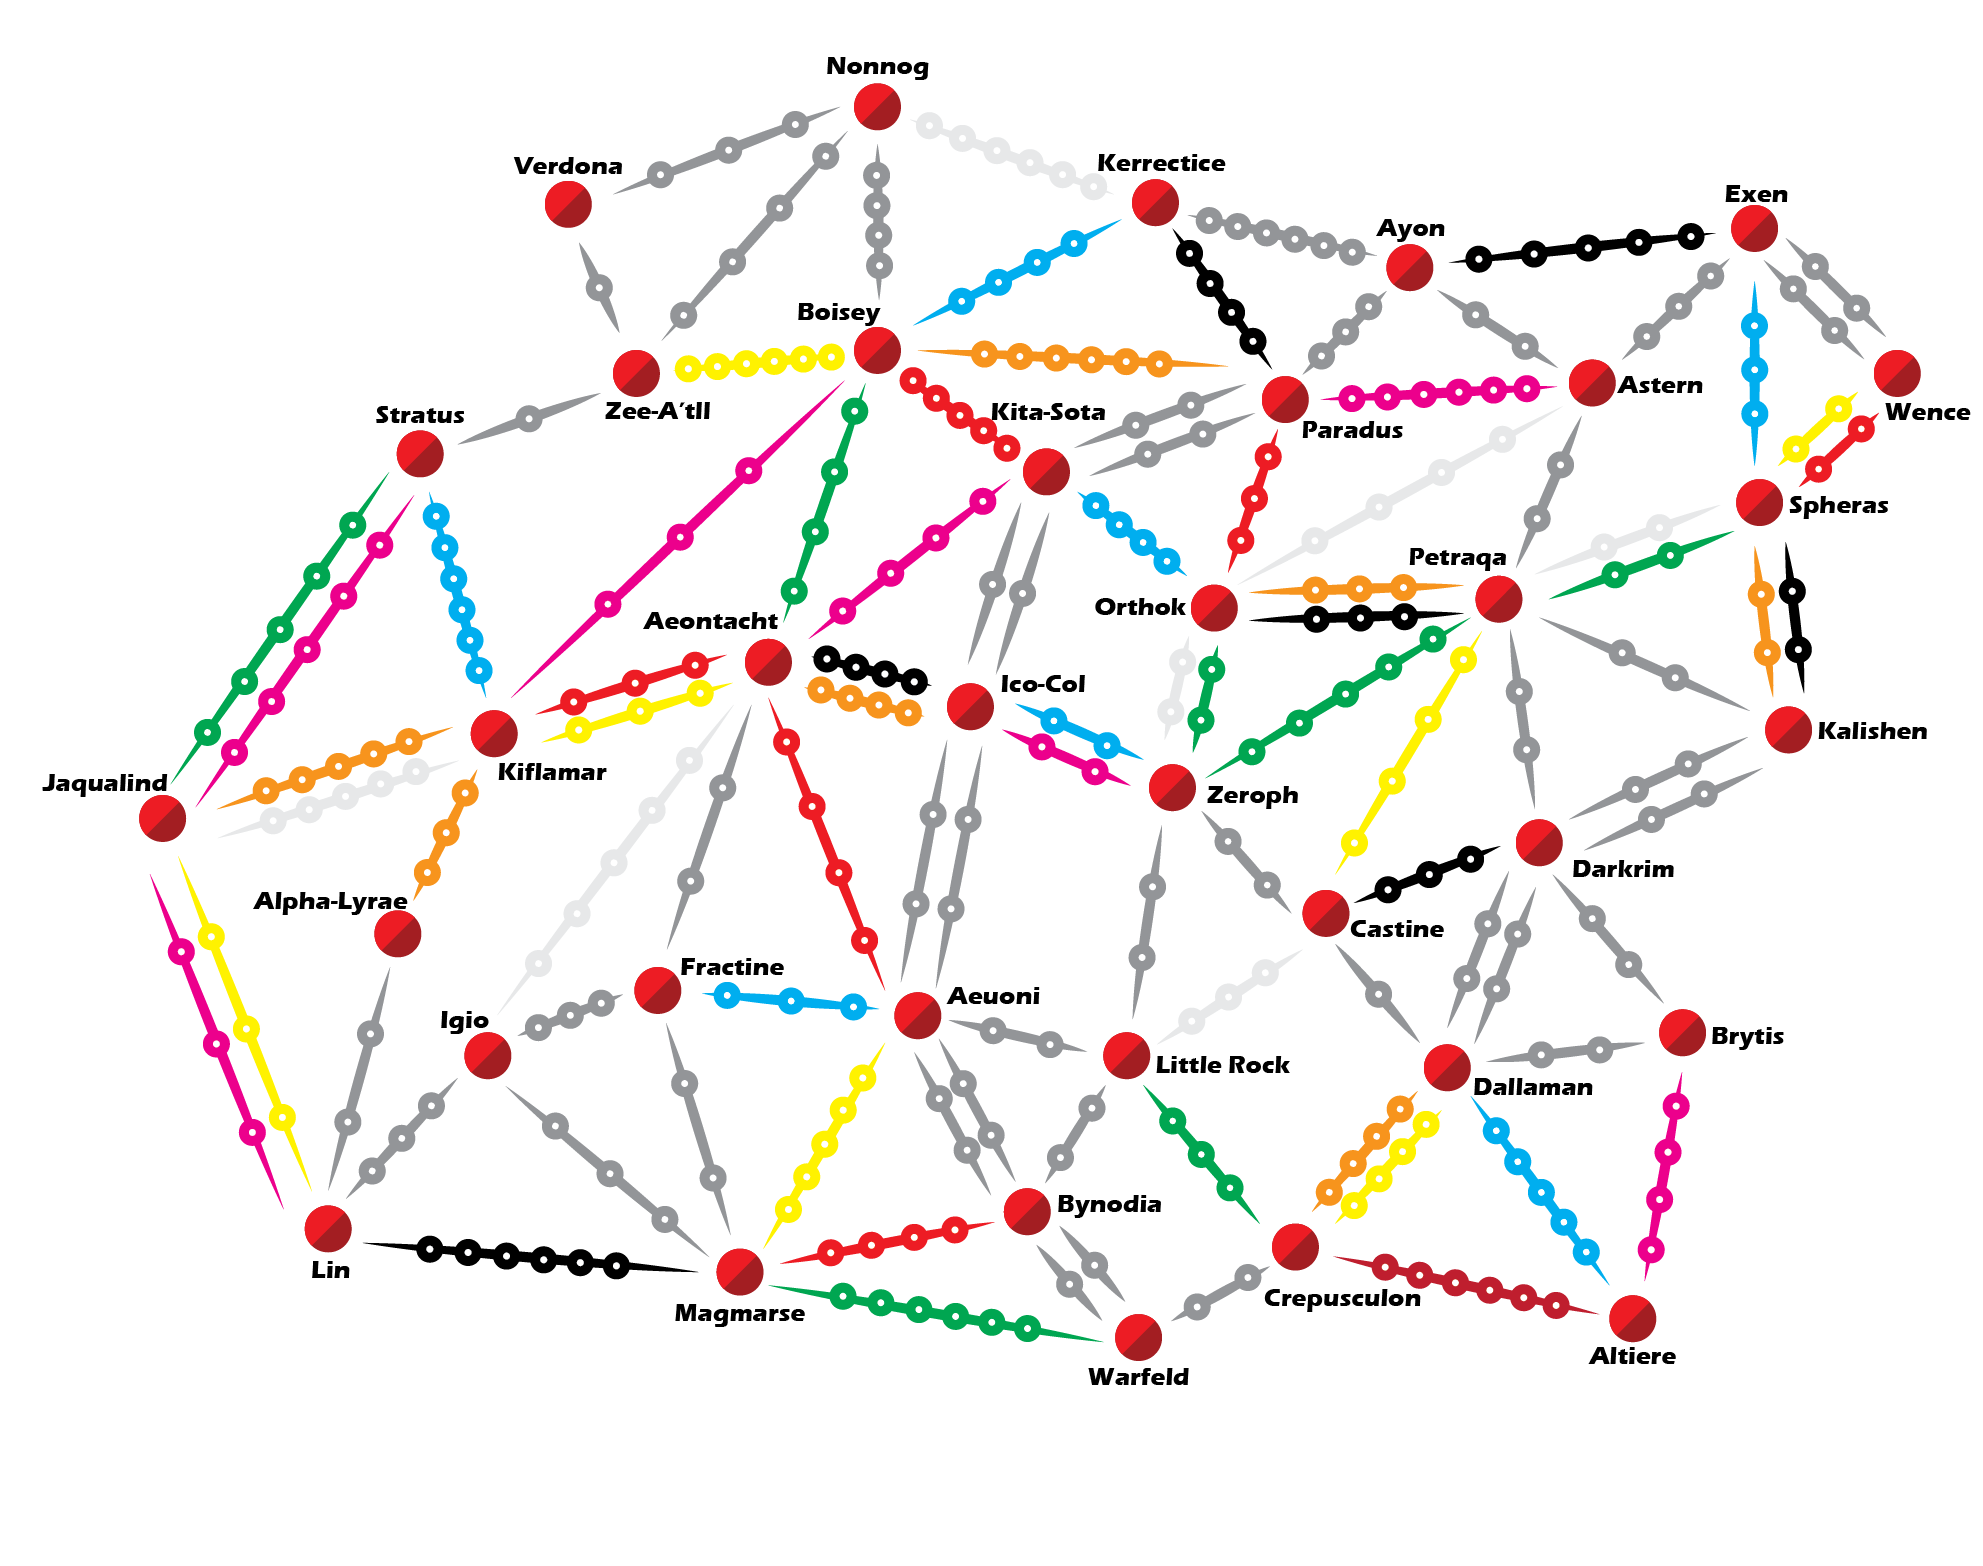 Nonnog
Verdona
Kerrectice
Exen
Ayon
Boisey
Zee-A'tll
Stratus
Kita-Sota
Astern
Wence
Paradus
Spheras
Petraqa
Aeontacht
Orthok
Ico-Col
Kalishen
Kiflamar
Jaqualind
Zeroph
Darkrim
Alpha-Lyrae
Castine
Fractine
Aeuoni
Igio
Brytis
Little Rock
Dallaman
Bynodia
Lin
Crepusculon
Magmarse
Altiere
Warfeld